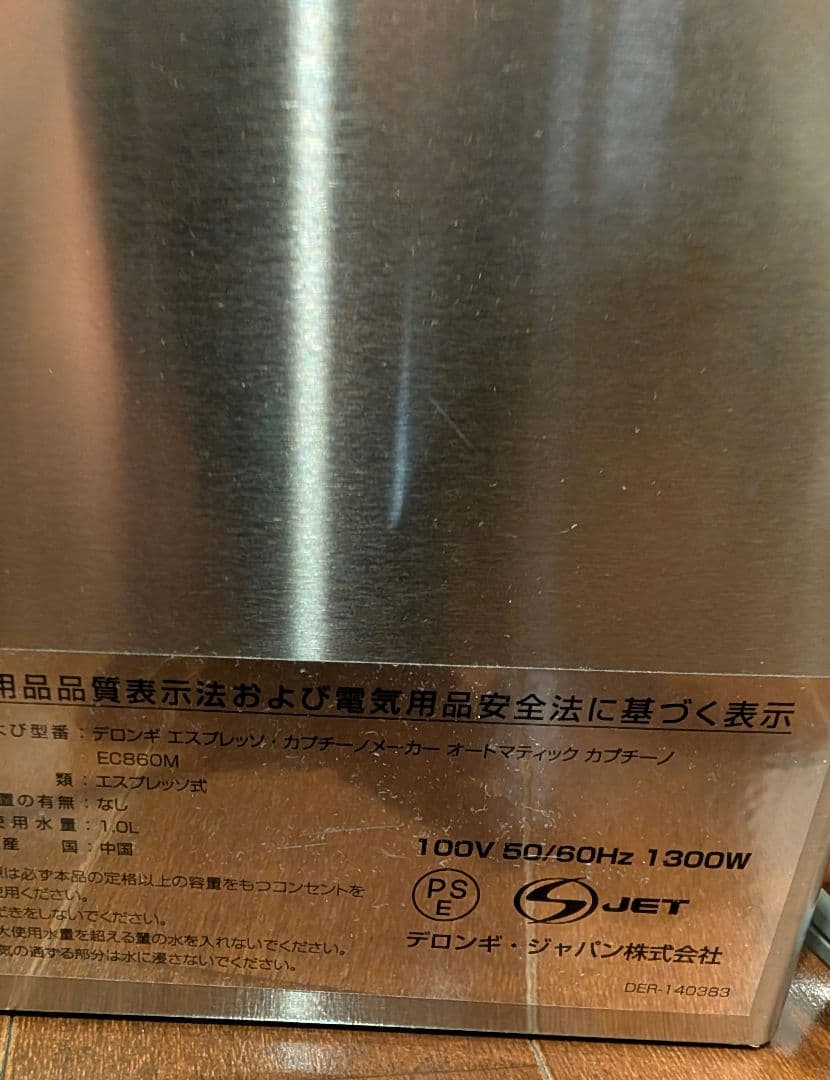 用品品質表示法および電気用品安全法に基づく表示
よび型番：デロンギ エスプレッソ・カプチーノメーカー オートマティック カプチーノ
EC860M
類：エスプレッソ式
置の有無：なし
使用水量：1.0L
産 国：中国
源は必ず本品の定格以上の容量をもつコンセントを
使用ください。
だきをしないでください。
大使用水量を超える量の水を入れないでください。
気の通する部分は水に浸さないでください。
100V 50/60Hz 1300W
PSE JET
デロンギ・ジャパン株式会社
DER-140383